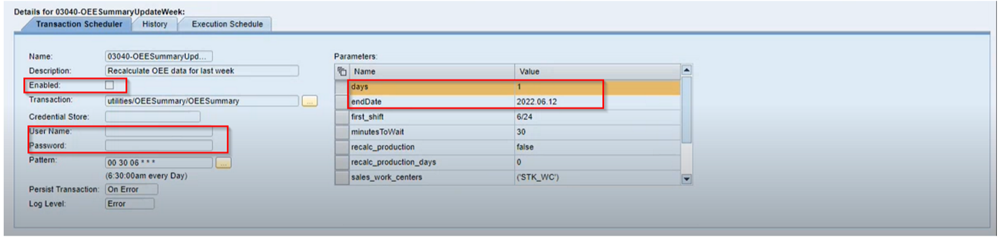 Details for 03040-OEESummaryUpdateWeek:
Transaction Scheduler History Execution Schedule
Name: 03040-OEESummaryUpd...
Description: Recalculate OEE data for last week
Enabled:
Transaction: utilities/OEESummary/OEESummary ...
Credential Store:
User Name:
Password:
Pattern: 00 30 06 * * * ...
(6:30:00am every Day)
Persist Transaction: On Error
Log Level: Error
Parameters:
Name Value
days 1
endDate 2022.06.12
first_shift 6/24
minutesToWait 30
recalc_production false
recalc_production_days 0
sales_work_centers ('STK_WC')